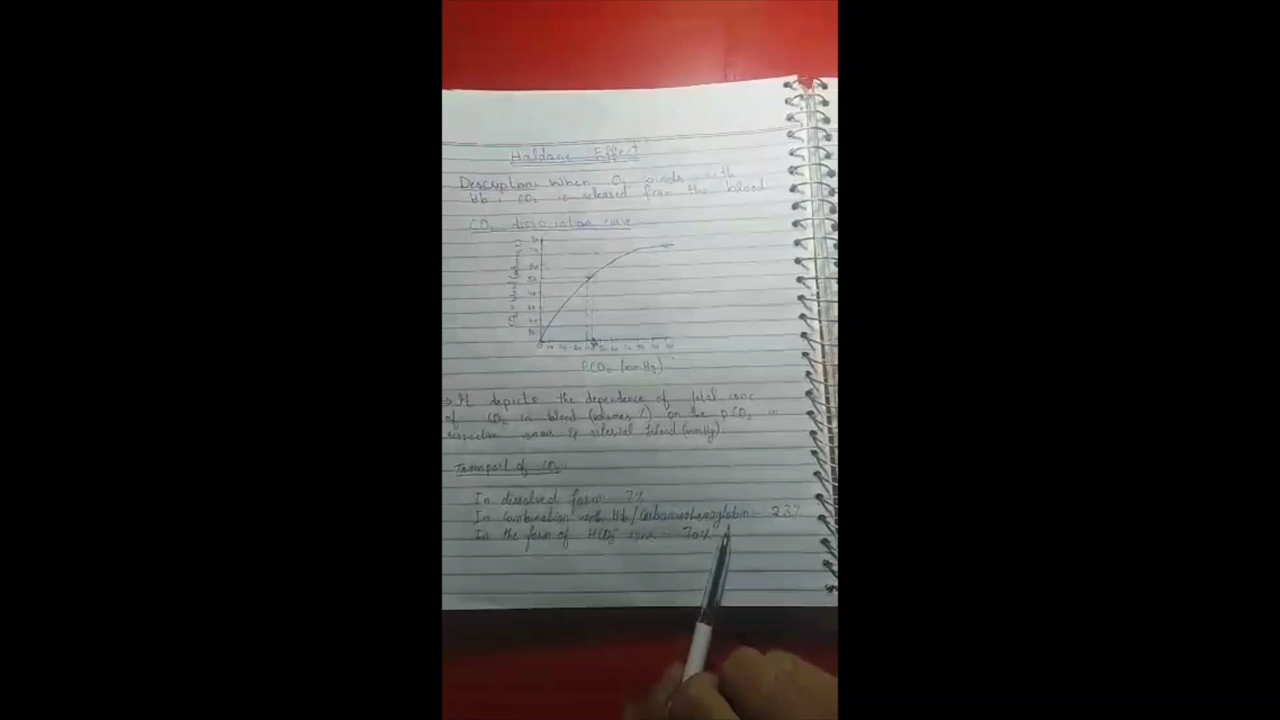 Haldane Effect
Description: When O₂ binds with
Hb, CO₂ is released from the blood
CO₂ dissociation curve
PCO₂ (mmHg)
→ It depicts the dependence of total conc
of CO₂ in blood (volumes %) on the pCO₂ in
respective venous & arterial blood (mmHg)
Transport of CO₂
In dissolved form 7%
In combination with Hb/Carbaminohemoglobin – 23%
In the form of HCO₃⁻ ions – 70%